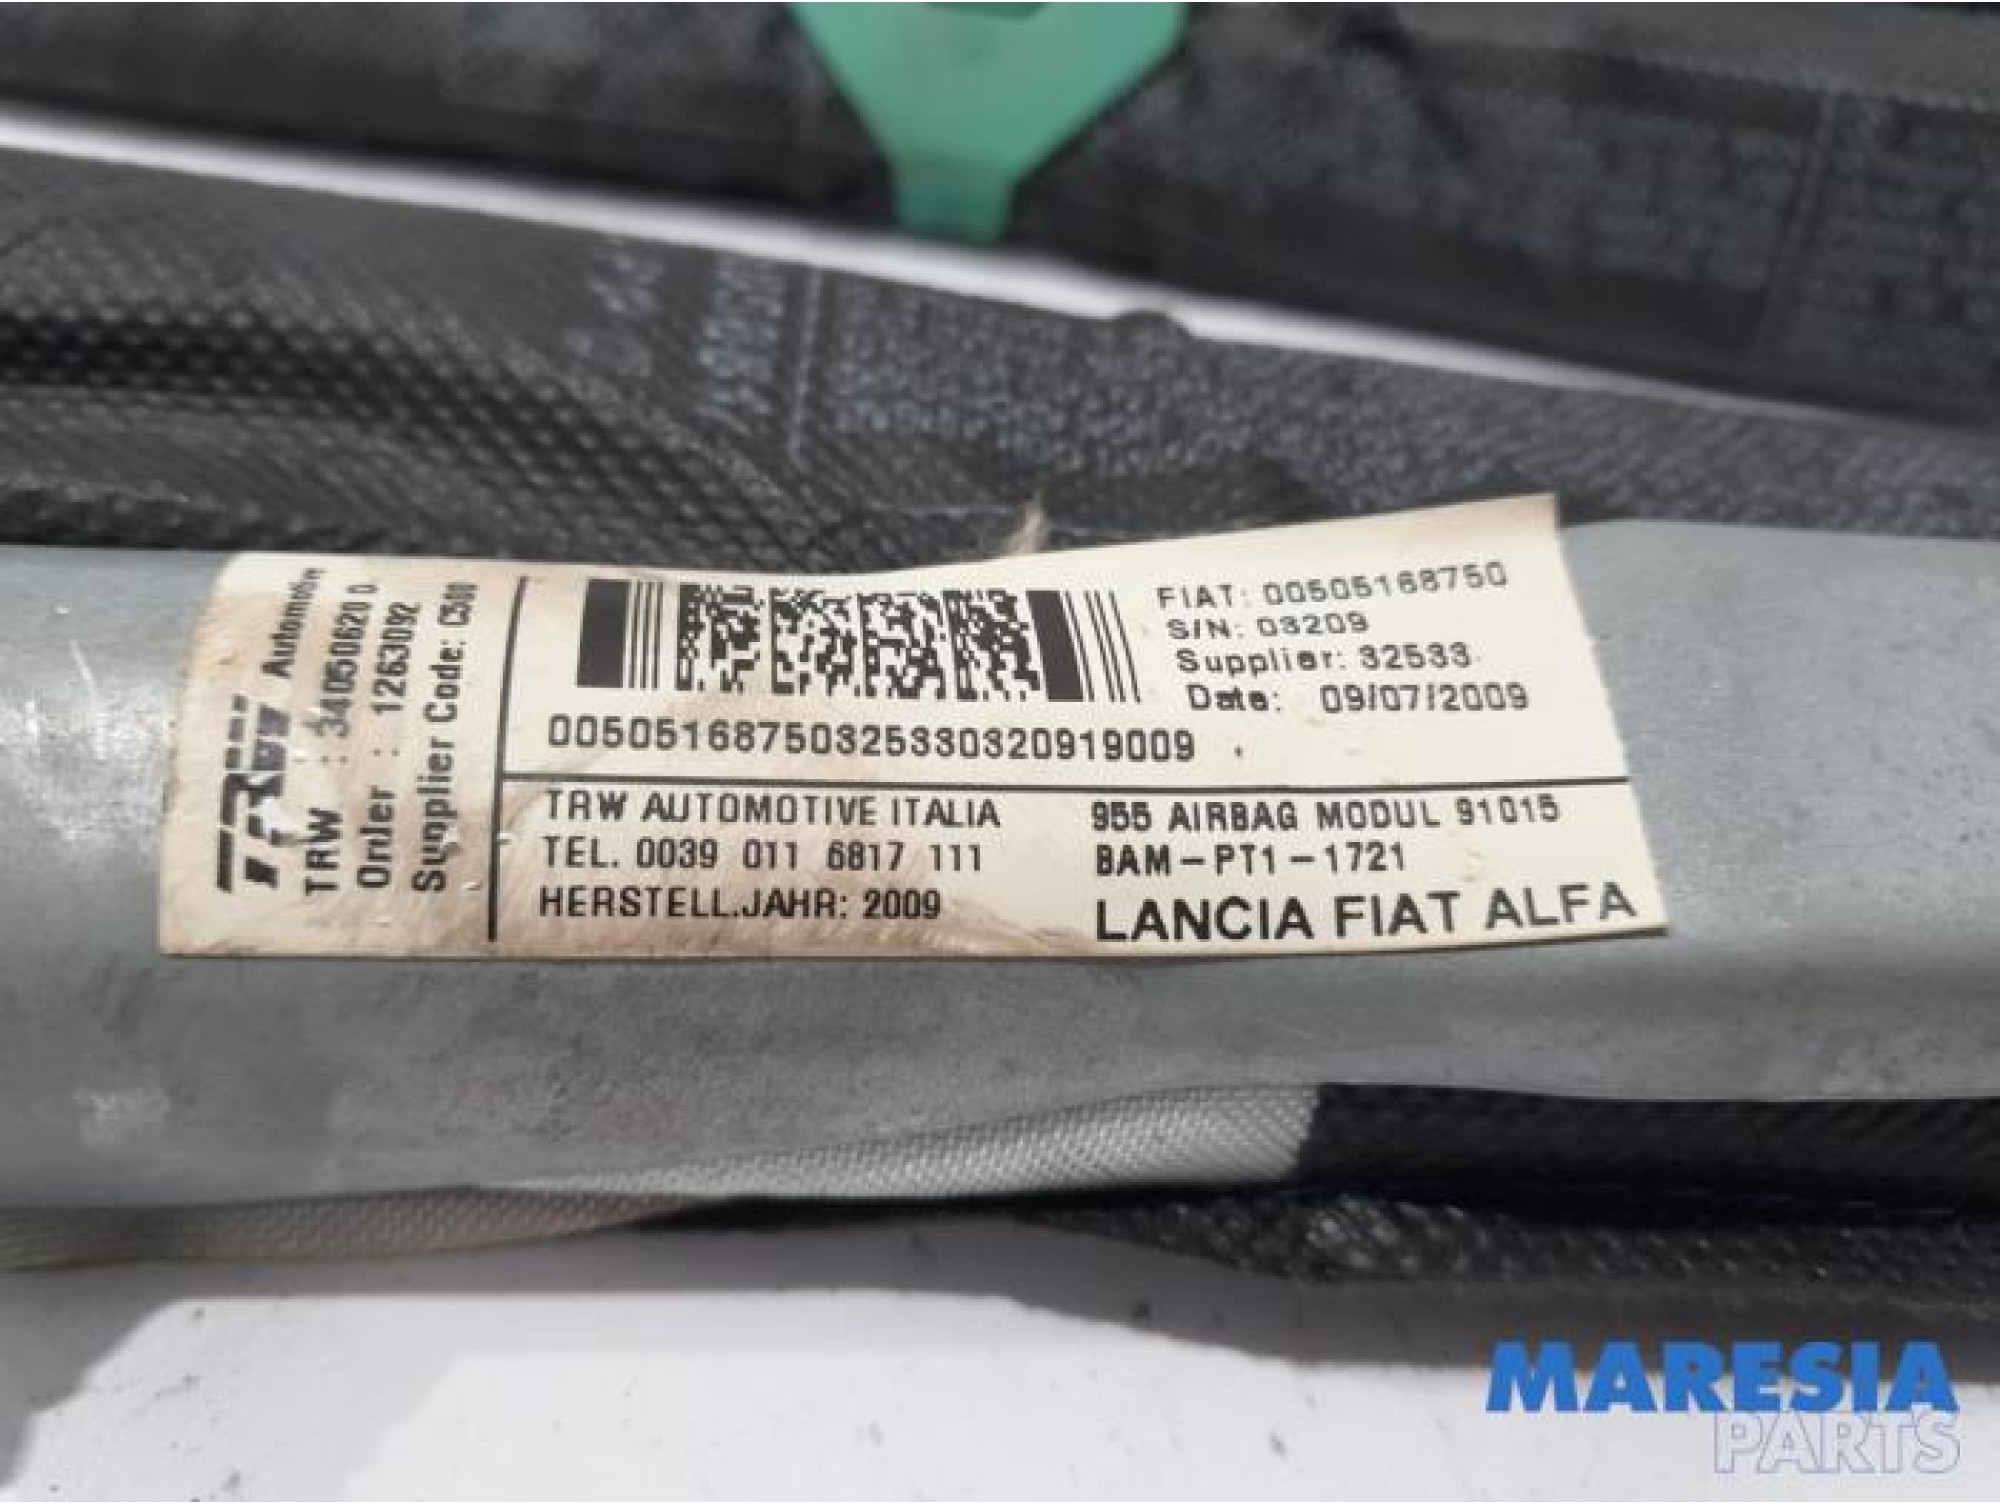 TRW Automotive
TRW : 34050620 D
Order : 1263092
Supplier Code: C500
FIAT: 00505168750
S/N: 03209
Supplier: 32533
Date: 09/07/2009
00505168750325330320919009
TRW AUTOMOTIVE ITALIA
TEL. 0039 011 6817 111
HERSTELL.JAHR: 2009
955 AIRBAG MODUL 91015
BAM-PT1-1721
LANCIA FIAT ALFA
MARESIA
PARTS